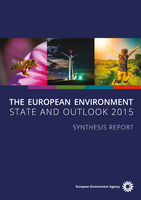 THE EUROPEAN ENVIRONMENT
STATE AND OUTLOOK 2015
SYNTHESIS REPORT
European Environment Agency